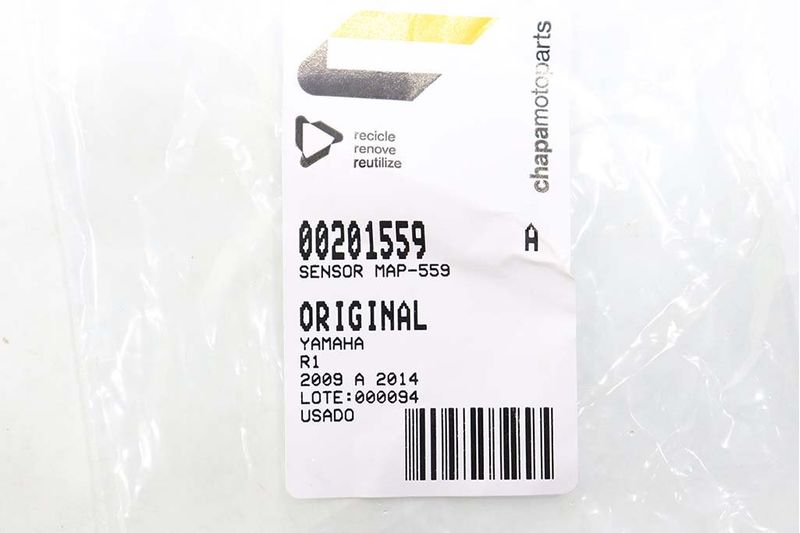 chapamotoparts
recicle
renove
reutilize
00201559 A
SENSOR MAP-559
ORIGINAL
YAMAHA
R1
2009 A 2014
LOTE:000094
USADO